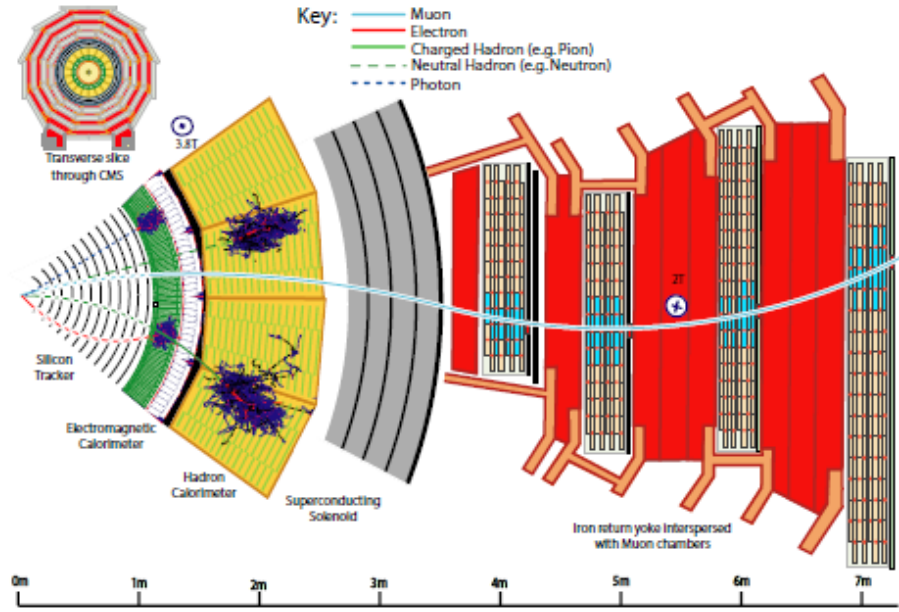 Key:
Muon
Electron
Charged Hadron (e.g. Pion)
Neutral Hadron (e.g. Neutron)
Photon
Transverse slice
through CMS
3.8T
2T
Silicon
Tracker
Electromagnetic
Calorimeter
Hadron
Calorimeter
Superconducting
Solenoid
Iron return yoke interspersed
with Muon chambers
0m 1m 2m 3m 4m 5m 6m 7m